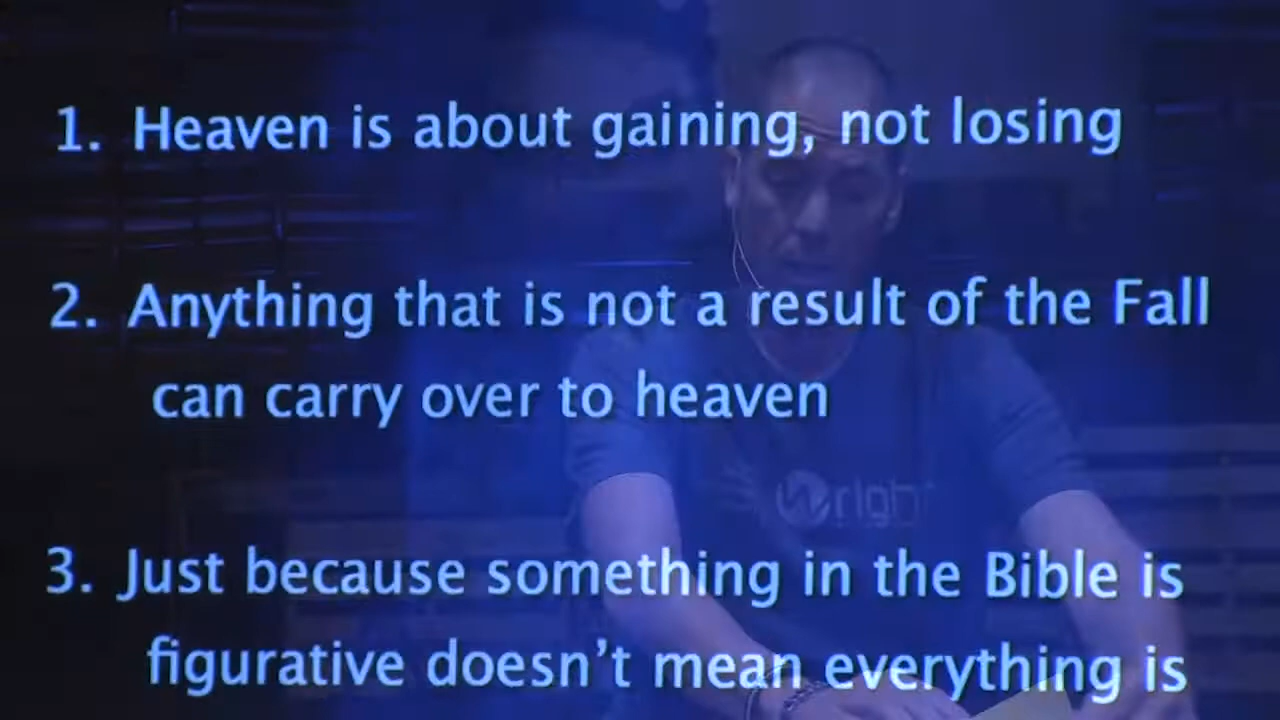 1. Heaven is about gaining, not losing
2. Anything that is not a result of the Fall
can carry over to heaven
3. Just because something in the Bible is
figurative doesn't mean everything is
Wright